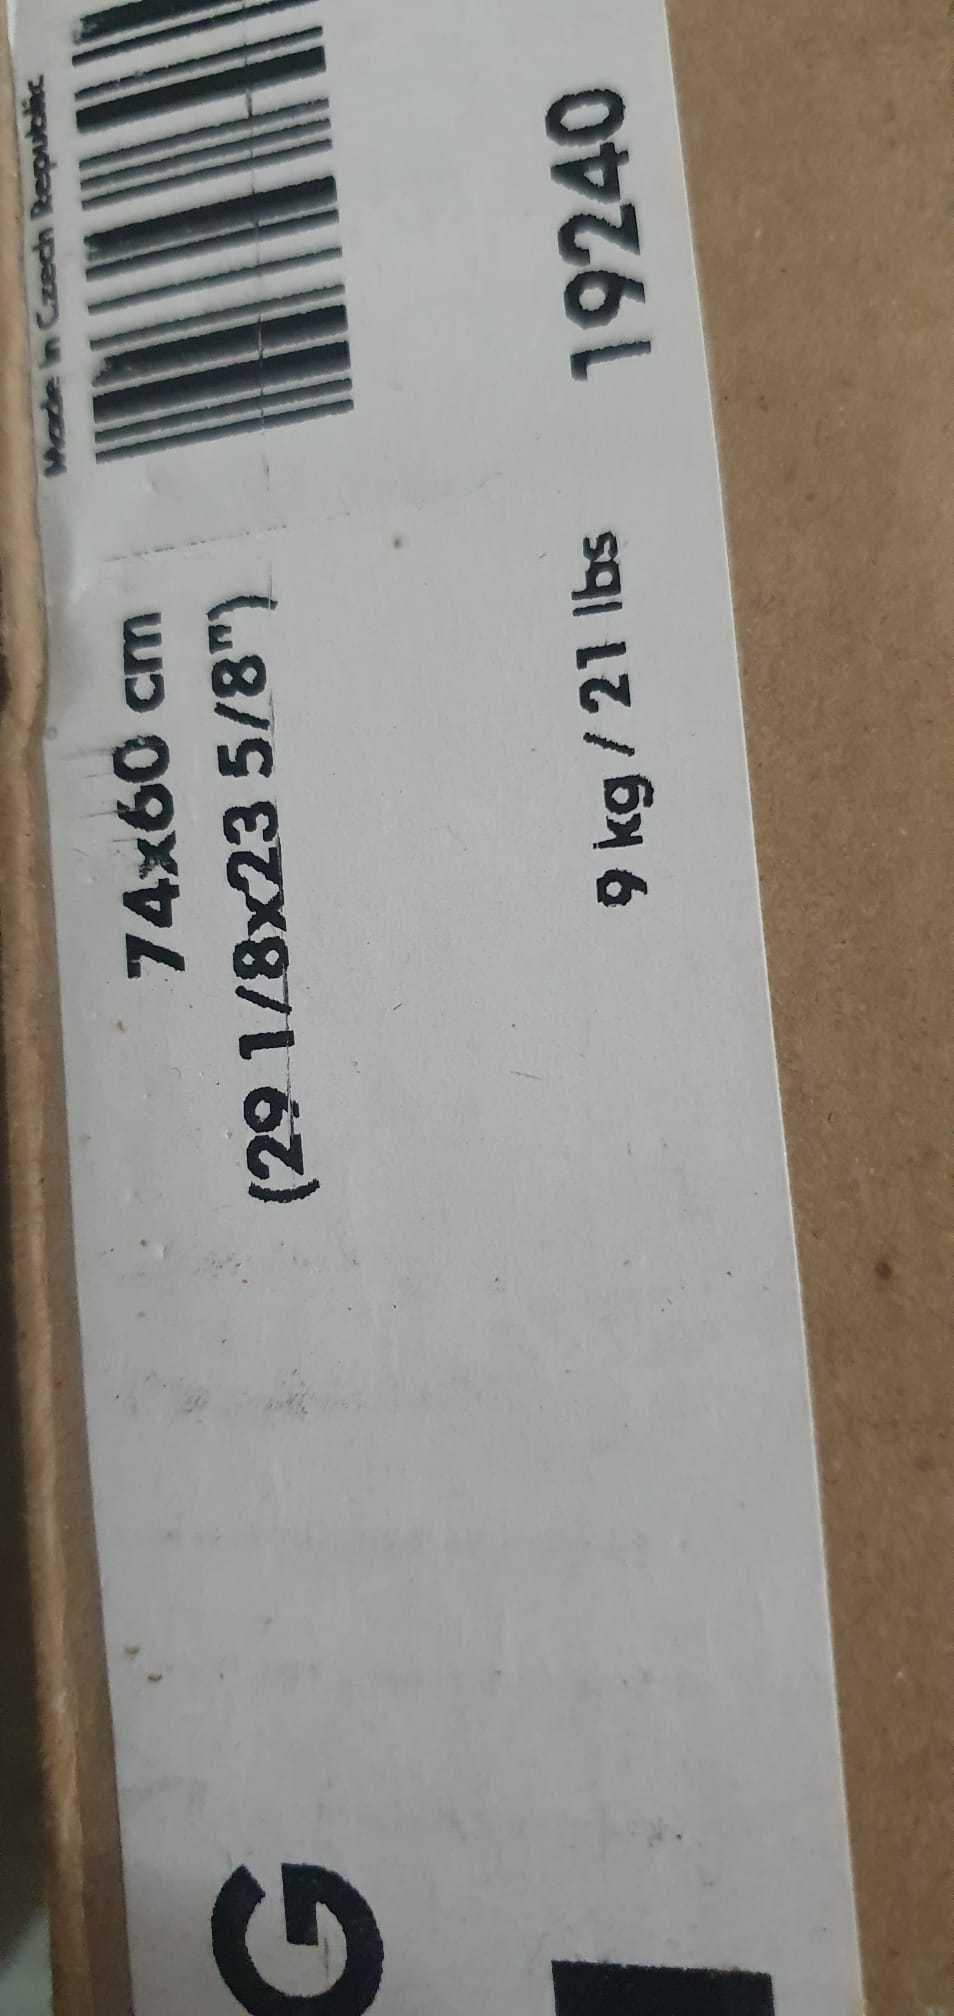 Made in Czech Republic
74x60 cm
(29 1/8x23 5/8")
9 kg / 21 lbs
19240
G